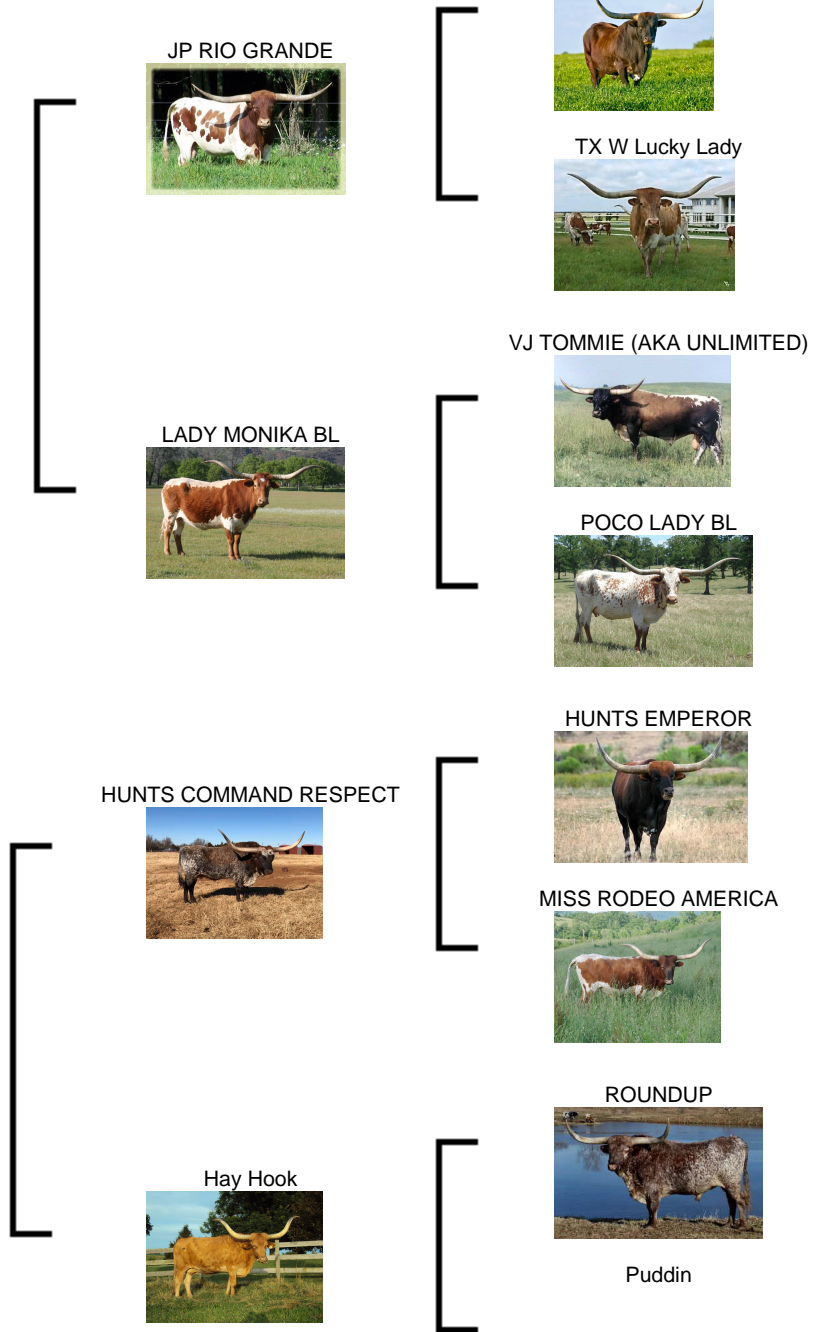 JP RIO GRANDE
TX W Lucky Lady
VJ TOMMIE (AKA UNLIMITED)
LADY MONIKA BL
POCO LADY BL
HUNTS EMPEROR
HUNTS COMMAND RESPECT
MISS RODEO AMERICA
ROUNDUP
Hay Hook
Puddin